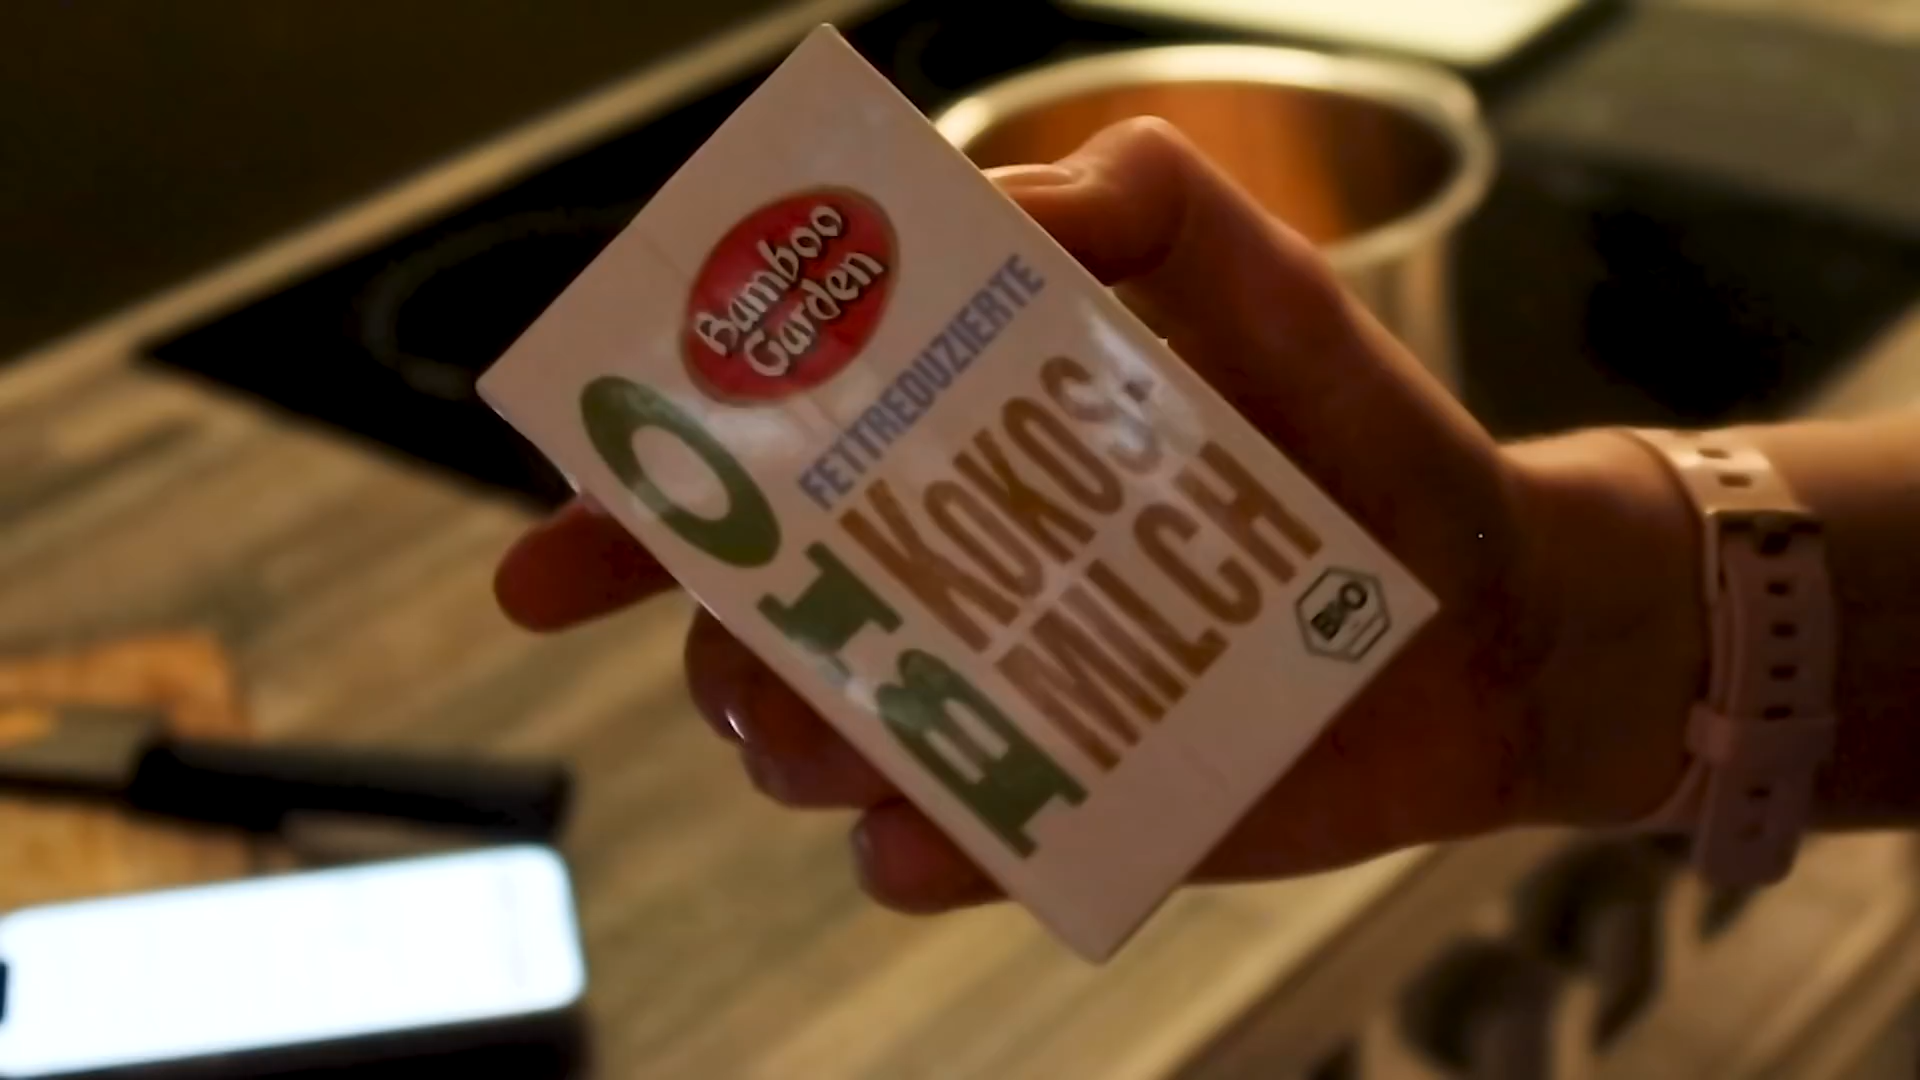 Bamboo
Garden
FETTREDUZIERTE
KOKOS-
MILCH
BIO
BIO